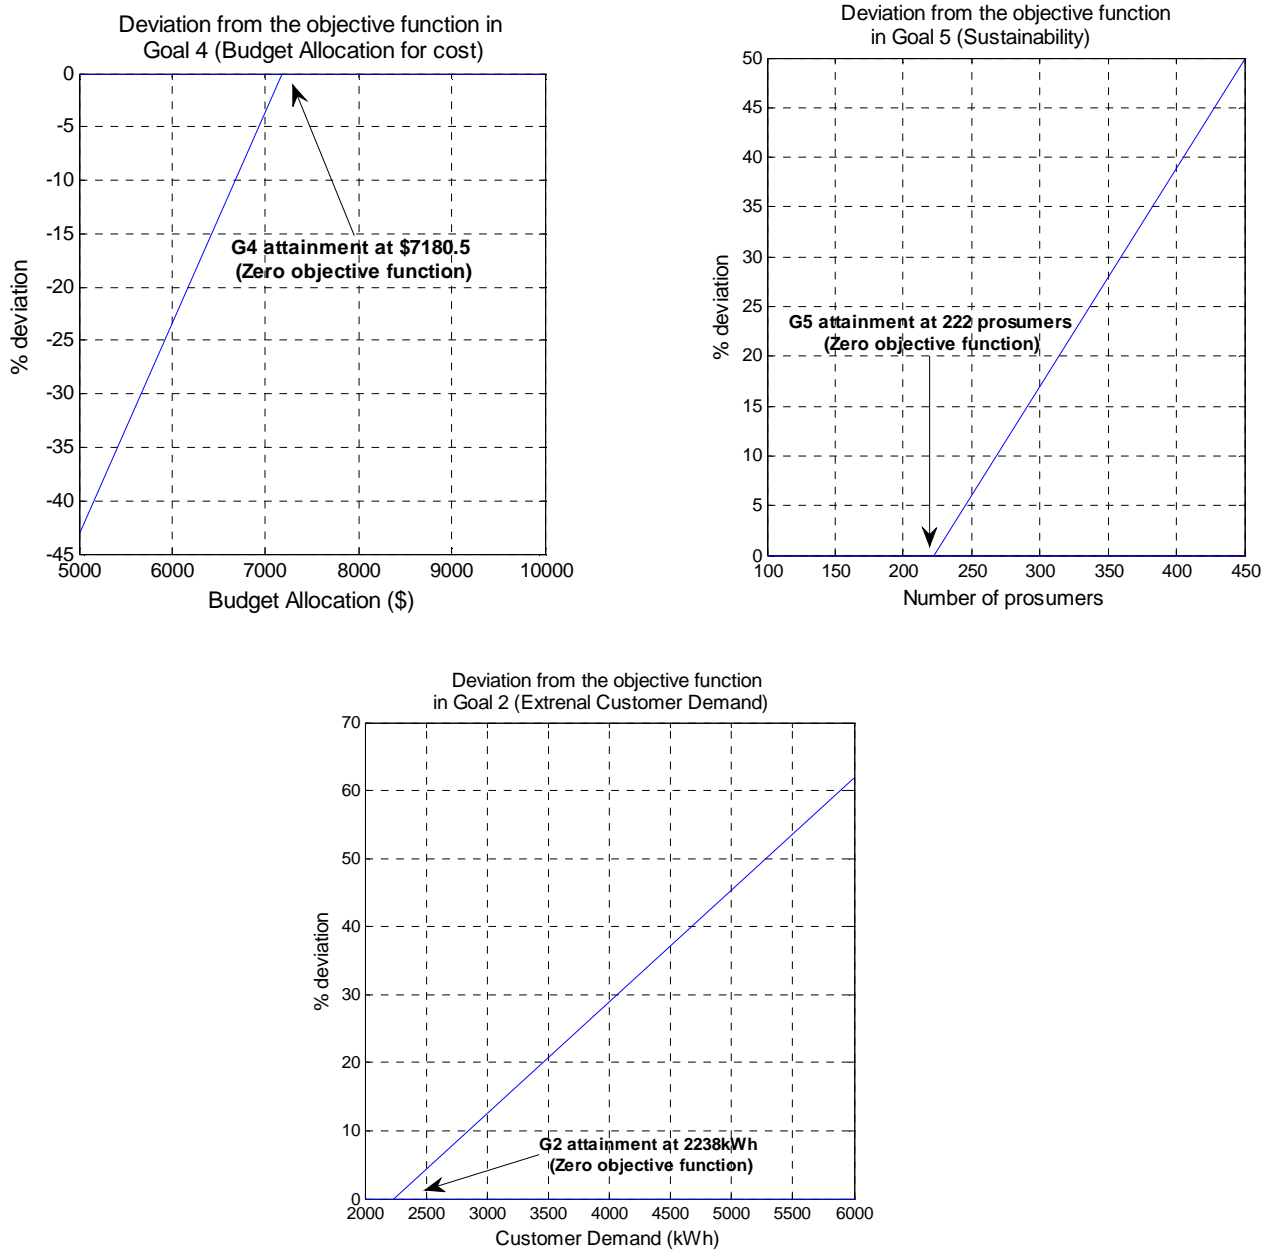 Deviation from the objective function in
Goal 4 (Budget Allocation for cost)
0
-5
-10
-15
-20
-25
-30
-35
-40
-45
% deviation
G4 attainment at $7180.5
(Zero objective function)
5000 6000 7000 8000 9000 10000
Budget Allocation ($)
Deviation from the objective function
in Goal 5 (Sustainability)
50
45
40
35
30
25
20
15
10
5
0
% deviation
G5 attainment at 222 prosumers
(Zero objective function)
100 150 200 250 300 350 400 450
Number of prosumers
Deviation from the objective function
in Goal 2 (Extrenal Customer Demand)
70
60
50
40
30
20
10
0
% deviation
G2 attainment at 2238kWh
(Zero objective function)
2000 2500 3000 3500 4000 4500 5000 5500 6000
Customer Demand (kWh)